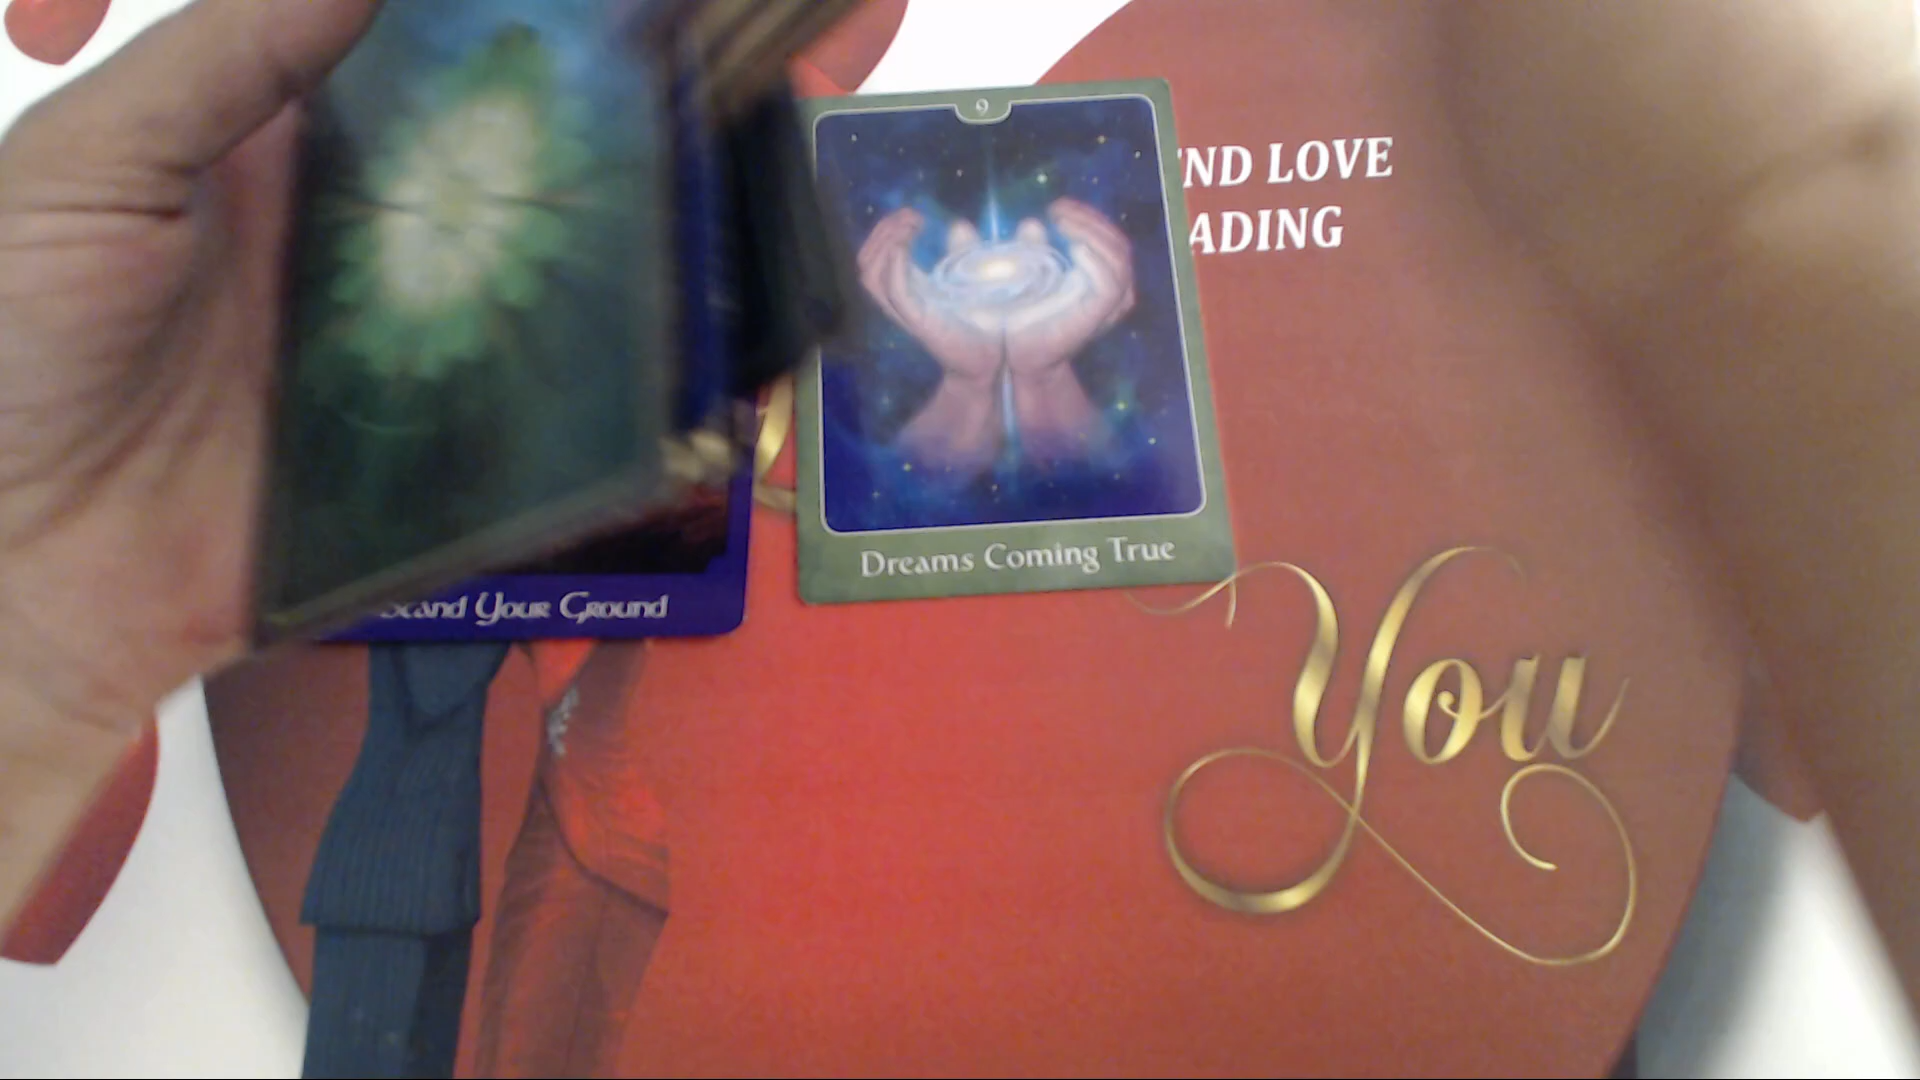 9
ND LOVE
ADING
Dreams Coming True
Stand Your Ground
You